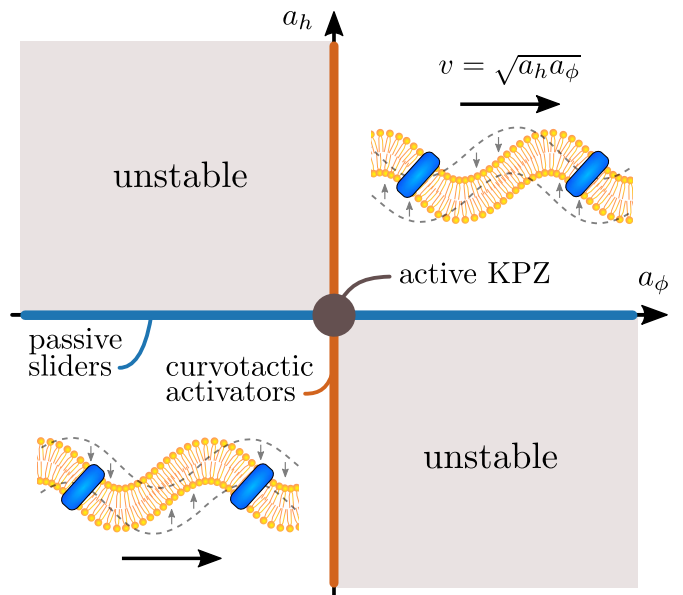 a_h
v = √a_h a_ϕ
unstable
active KPZ
a_ϕ
passive
sliders
curvotactic
activators
unstable